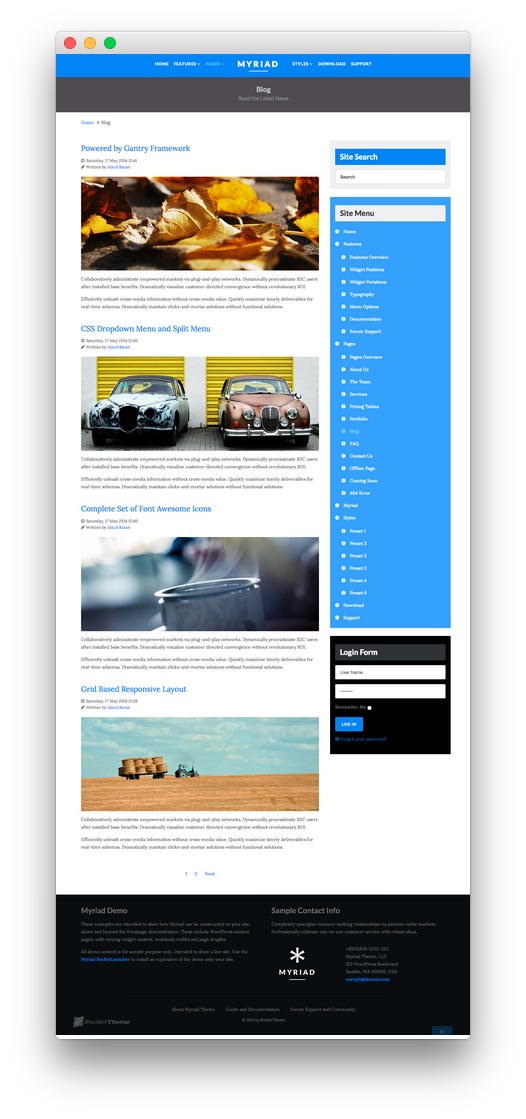 HOME FEATURES PAGES MYRIAD STYLES DOWNLOAD SUPPORT
Blog
Read the Latest News
Home » Blog
Powered by Gantry Framework
Saturday, 17 May 2014 12:41
Written by Jakub Baran
Collaboratively administrate empowered markets via plug-and-play networks. Dynamically procrastinate B2C users
after installed base benefits. Dramatically visualize customer directed convergence without revolutionary ROI.
Efficiently unleash cross-media information without cross-media value. Quickly maximize timely deliverables for
real-time schemas. Dramatically maintain clicks-and-mortar solutions without functional solutions.
CSS Dropdown Menu and Split Menu
Saturday, 17 May 2014 12:40
Written by Jakub Baran
Collaboratively administrate empowered markets via plug-and-play networks. Dynamically procrastinate B2C users
after installed base benefits. Dramatically visualize customer directed convergence without revolutionary ROI.
Efficiently unleash cross-media information without cross-media value. Quickly maximize timely deliverables for
real-time schemas. Dramatically maintain clicks-and-mortar solutions without functional solutions.
Complete Set of Font Awesome Icons
Saturday, 17 May 2014 12:40
Written by Jakub Baran
Collaboratively administrate empowered markets via plug-and-play networks. Dynamically procrastinate B2C users
after installed base benefits. Dramatically visualize customer directed convergence without revolutionary ROI.
Efficiently unleash cross-media information without cross-media value. Quickly maximize timely deliverables for
real-time schemas. Dramatically maintain clicks-and-mortar solutions without functional solutions.
Grid Based Responsive Layout
Saturday, 17 May 2014 12:39
Written by Jakub Baran
Collaboratively administrate empowered markets via plug-and-play networks. Dynamically procrastinate B2C users
after installed base benefits. Dramatically visualize customer directed convergence without revolutionary ROI.
Efficiently unleash cross-media information without cross-media value. Quickly maximize timely deliverables for
real-time schemas. Dramatically maintain clicks-and-mortar solutions without functional solutions.
1 2 Next
Site Search
Search
Site Menu
Home
Features
Features Overview
Widget Positions
Widget Variations
Typography
Menu Options
Documentation
Forum Support
Pages
Pages Overview
About Us
The Team
Services
Pricing Tables
Portfolio
Blog
FAQ
Contact Us
Offline Page
Coming Soon
404 Error
Myriad
Styles
Preset 1
Preset 3
Preset 5
Preset 2
Preset 4
Preset 6
Download
Support
Login Form
User Name
Remember Me
LOG IN
Forgot your password?
Myriad Demo
These examples are intended to show how Myriad can be constructed on your site,
above and beyond the frontpage demonstration. These include WordPress content
pages, with varying widget content, mainbody widths and page lengths.
All demo content is for sample purpose only, intended to show a live site. Use the
Myriad RocketLauncher to install an equivalent of the demo onto your site.
Sample Contact Info
Completely synergize resource sucking relationships via premier niche markets.
Professionally cultivate one-to-one customer service with robust ideas.
MYRIAD
Myriad Theme, LLC
123 WordPress Boulevard
Seattle, WA 00000, USA
noreply@domain.com
About Myriad Theme Guide and Documentation Forum Support and Community
RocketTheme